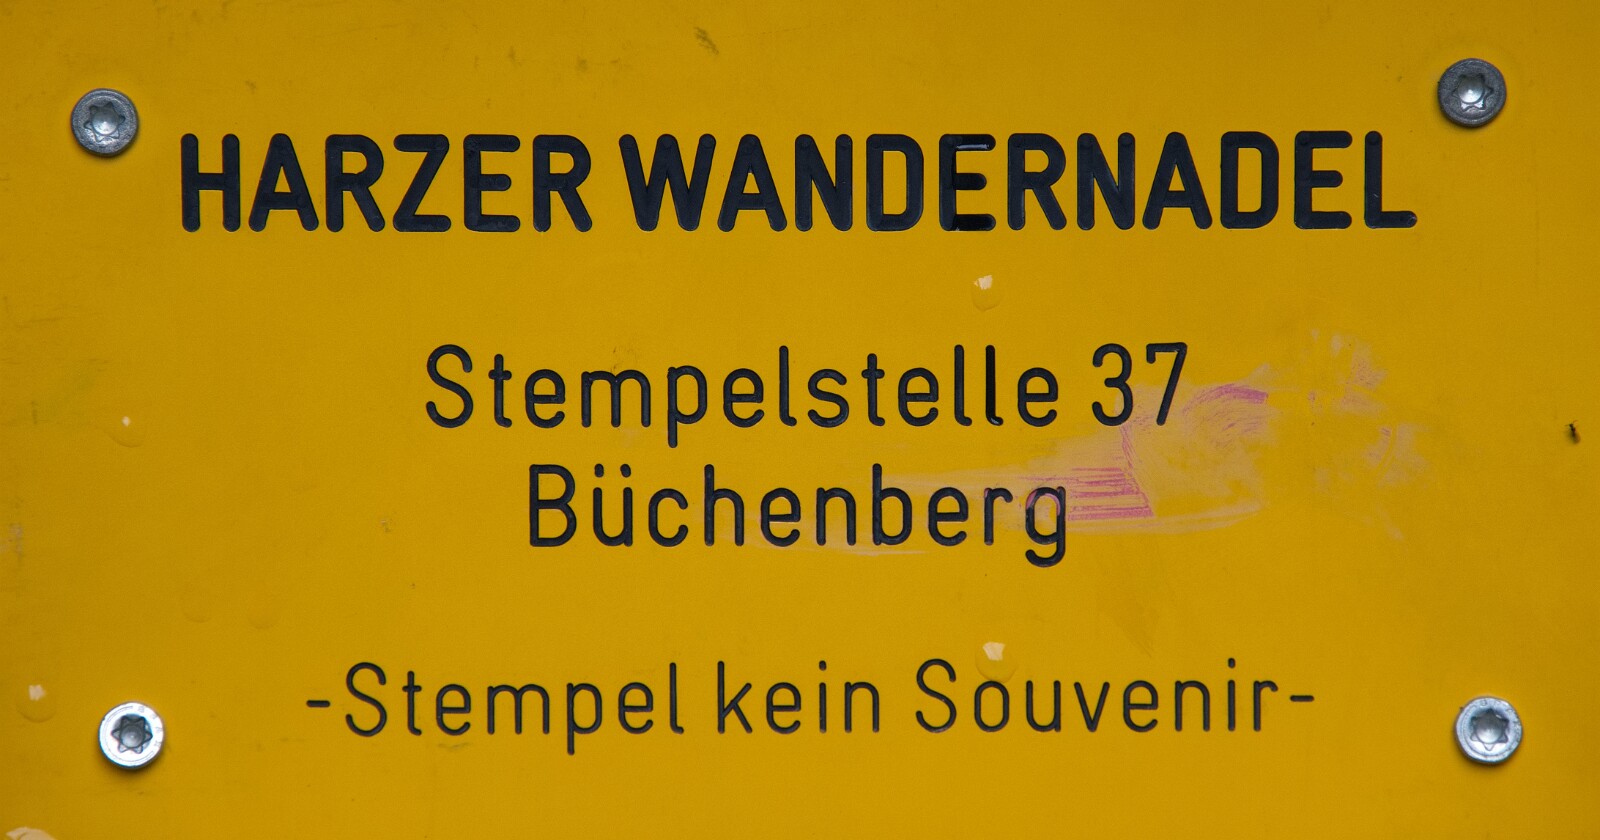 HARZER WANDERNADEL
Stempelstelle 37
Büchenberg
-Stempel kein Souvenir-